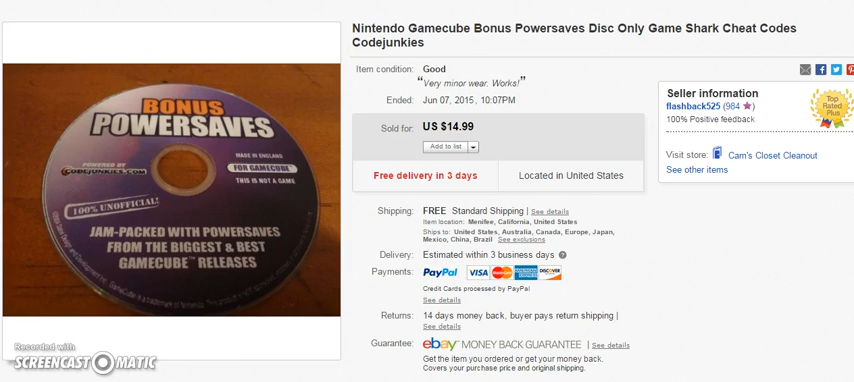 Nintendo Gamecube Bonus Powersaves Disc Only Game Shark Cheat Codes
Codejunkies
Item condition: Good
“Very minor wear. Works!”
Ended: Jun 07, 2015 , 10:07PM
Sold for: US $14.99
Add to list
Free delivery in 3 days
Located in United States
Shipping: FREE Standard Shipping | See details
Item location: Menifee, California, United States
Ships to: United States, Australia, Canada, Europe, Japan,
Mexico, China, Brazil See exclusions
Delivery: Estimated within 3 business days
Payments: PayPal VISA MasterCard DISCOVER
Credit Cards processed by PayPal
See details
Returns: 14 days money back, buyer pays return shipping |
See details
Guarantee: ebay MONEY BACK GUARANTEE | See details
Get the item you ordered or get your money back.
Covers your purchase price and original shipping.
Seller information
flashback525 (984 )
100% Positive feedback
Top
Rated
Plus
Visit store: Cam's Closet Cleanout
See other items
BONUS
POWERSAVES
POWERED BY
CODEJUNKIES.COM
MADE IN ENGLAND
FOR GAMECUBE™
THIS IS NOT A GAME
100% UNOFFICIAL!
JAM-PACKED WITH POWERSAVES
FROM THE BIGGEST & BEST
GAMECUBE™ RELEASES
Recorded with
SCREENCAST O MATIC